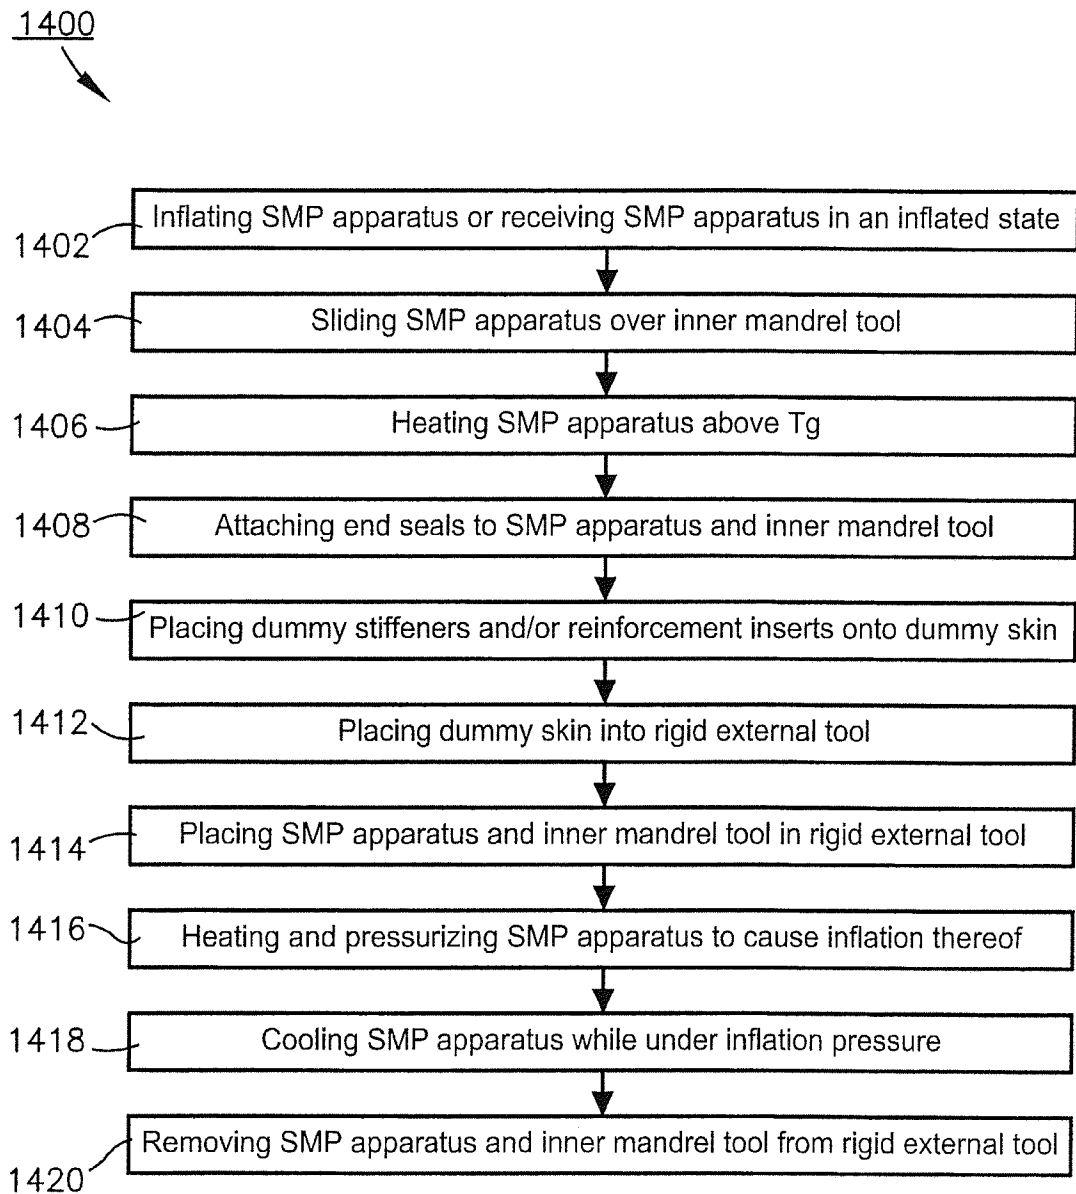 1400
Inflating SMP apparatus or receiving SMP apparatus in an inflated state
1402
Sliding SMP apparatus over inner mandrel tool
1404
Heating SMP apparatus above Tg
1406
Attaching end seals to SMP apparatus and inner mandrel tool
1408
Placing dummy stiffeners and/or reinforcement inserts onto dummy skin
1410
Placing dummy skin into rigid external tool
1412
Placing SMP apparatus and inner mandrel tool in rigid external tool
1414
Heating and pressurizing SMP apparatus to cause inflation thereof
1416
Cooling SMP apparatus while under inflation pressure
1418
Removing SMP apparatus and inner mandrel tool from rigid external tool
1420